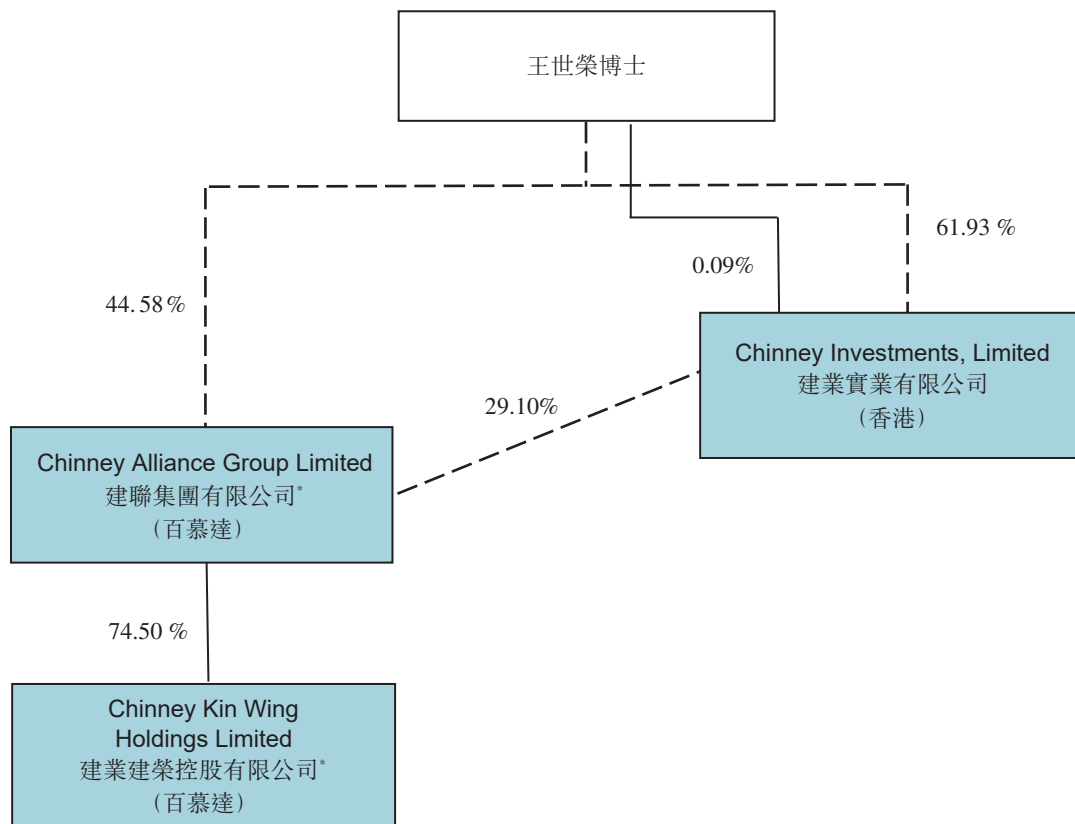 王世榮博士
61.93 %
0.09%
44.58%
Chinney Investments, Limited
建業實業有限公司
（香港）
29.10%
Chinney Alliance Group Limited
建聯集團有限公司*
（百慕達）
74.50 %
Chinney Kin Wing
Holdings Limited
建業建榮控股有限公司*
（百慕達）